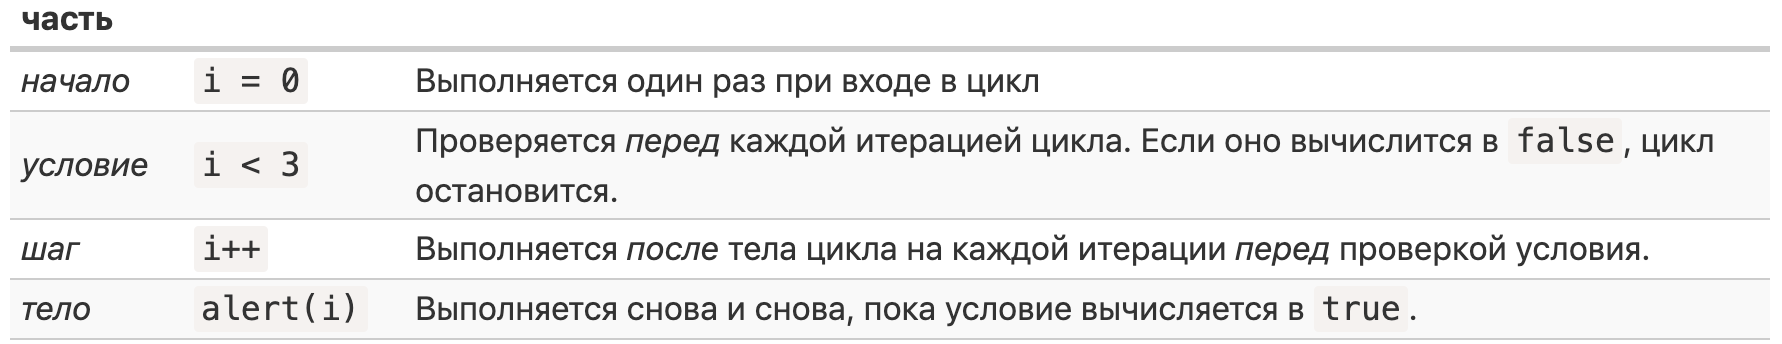 часть
начало i = 0 Выполняется один раз при входе в цикл
условие i < 3 Проверяется перед каждой итерацией цикла. Если оно вычислится в false, цикл
остановится.
шаг i++ Выполняется после тела цикла на каждой итерации перед проверкой условия.
тело alert(i) Выполняется снова и снова, пока условие вычисляется в true.